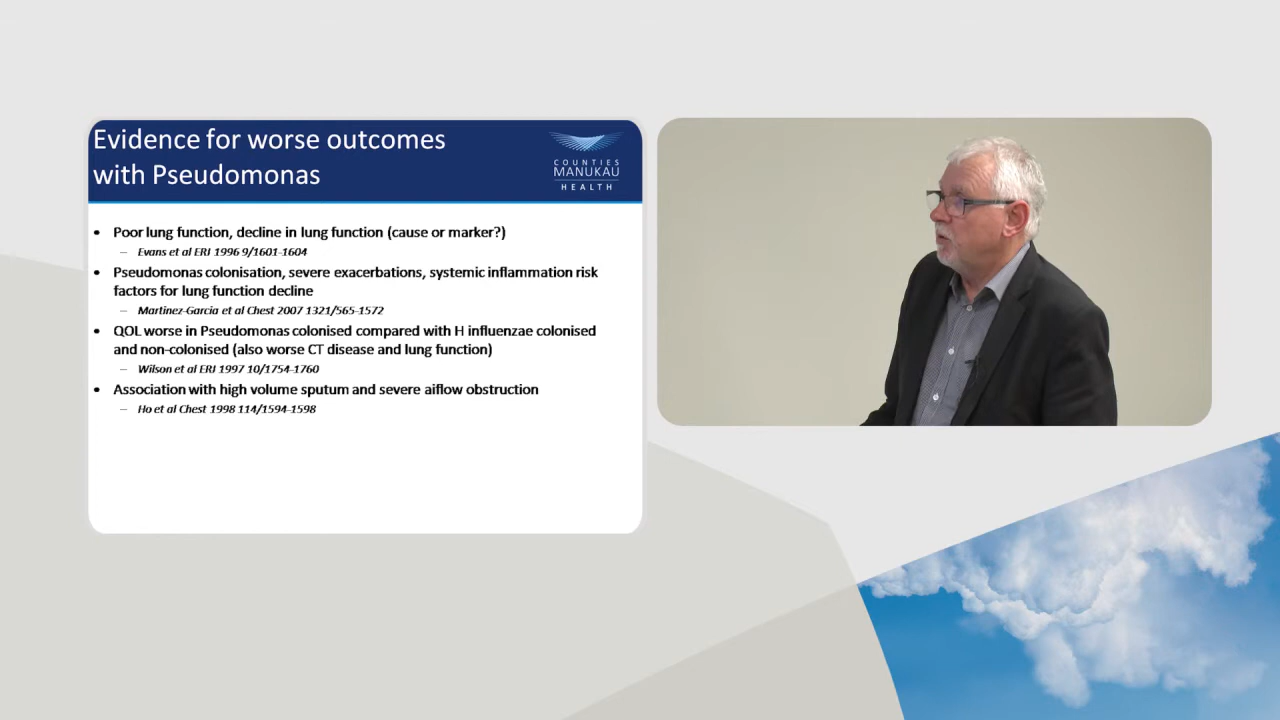 Evidence for worse outcomes
with Pseudomonas
COUNTIES
MANUKAU
HEALTH
• Poor lung function, decline in lung function (cause or marker?)
– Evans et al ERJ 1996 9/1601-1604
• Pseudomonas colonisation, severe exacerbations, systemic inflammation risk
factors for lung function decline
– Martinez-Garcia et al Chest 2007 1321/565-1572
• QOL worse in Pseudomonas colonised compared with H influenzae colonised
and non-colonised (also worse CT disease and lung function)
– Wilson et al ERJ 1997 10/1754-1760
• Association with high volume sputum and severe aiflow obstruction
– Ho et al Chest 1998 114/1594-1598